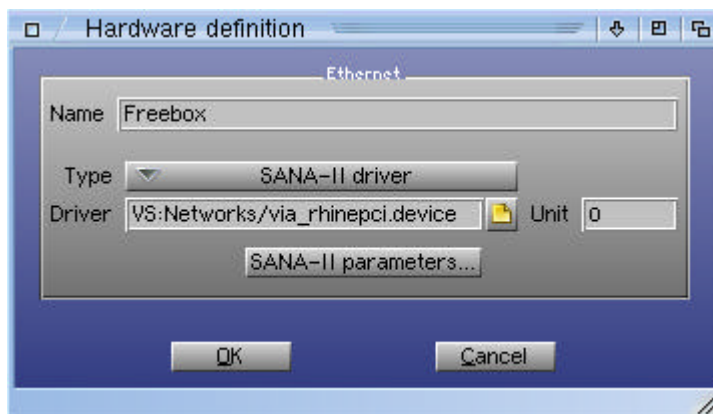 Hardware definition
Ethernet
Name Freebox
Type SANA-II driver
Driver VS:Networks/via_rhinepci.device Unit 0
SANA-II parameters...
OK Cancel